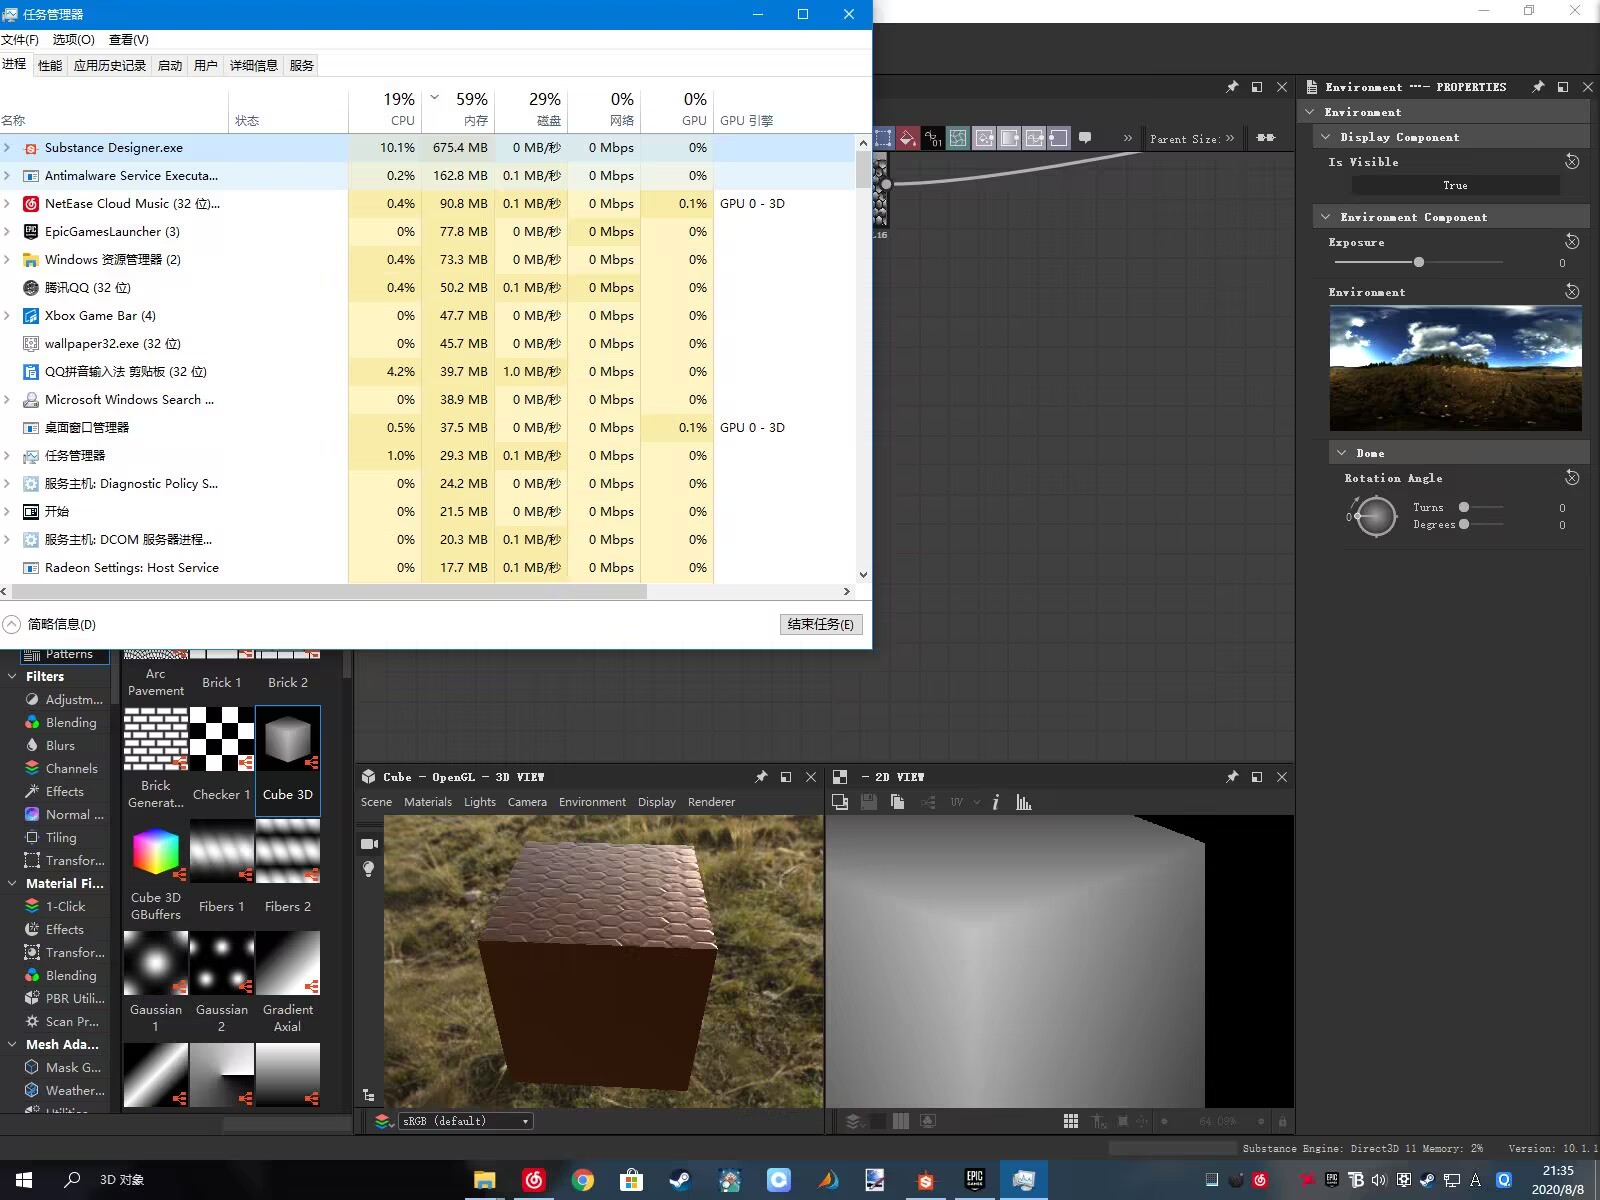 任务管理器
文件(F) 选项(O) 查看(V)
进程 性能 应用历史记录 启动 用户 详细信息 服务
19% 59% 29% 0% 0%
名称 状态 CPU 内存 磁盘 网络 GPU GPU 引擎
Substance Designer.exe 10.1% 675.4 MB 0 MB/秒 0 Mbps 0%
Antimalware Service Executa... 0.2% 162.8 MB 0.1 MB/秒 0 Mbps 0%
NetEase Cloud Music (32 位)... 0.4% 90.8 MB 0.1 MB/秒 0 Mbps 0.1% GPU 0 - 3D
EpicGamesLauncher (3) 0% 77.8 MB 0 MB/秒 0 Mbps 0%
Windows 资源管理器 (2) 0.4% 73.3 MB 0 MB/秒 0 Mbps 0%
腾讯QQ (32 位) 0.4% 50.2 MB 0.1 MB/秒 0 Mbps 0%
Xbox Game Bar (4) 0% 47.7 MB 0 MB/秒 0 Mbps 0%
wallpaper32.exe (32 位) 0% 45.7 MB 0 MB/秒 0 Mbps 0%
QQ拼音输入法 剪贴板 (32 位) 4.2% 39.7 MB 1.0 MB/秒 0 Mbps 0%
Microsoft Windows Search ... 0% 38.9 MB 0 MB/秒 0 Mbps 0%
桌面窗口管理器 0.5% 37.5 MB 0 MB/秒 0 Mbps 0.1% GPU 0 - 3D
任务管理器 1.0% 29.3 MB 0.1 MB/秒 0 Mbps 0%
服务主机: Diagnostic Policy S... 0% 24.2 MB 0 MB/秒 0 Mbps 0%
开始 0% 21.5 MB 0 MB/秒 0 Mbps 0%
服务主机: DCOM 服务器进程... 0% 20.3 MB 0.1 MB/秒 0 Mbps 0%
Radeon Settings: Host Service 0% 17.7 MB 0.1 MB/秒 0 Mbps 0%
简略信息(D) 结束任务(E)
01 Parent Size: »
Environment ---- PROPERTIES
Environment
Display Component
Is Visible
True
Environment Component
Exposure
0
Environment
Dome
Rotation Angle
0 Turns 0
Degrees 0
Patterns
Filters
Adjustm...
Blending
Blurs
Channels
Effects
Normal ...
Tiling
Transfor...
Material Fi...
1-Click
Effects
Transfor...
Blending
PBR Utili...
Scan Pr...
Mesh Ada...
Mask G...
Weather...
Arc Pavement
Brick 1
Brick 2
Brick Generat...
Checker 1
Cube 3D
Cube 3D GBuffers
Fibers 1
Fibers 2
Gaussian 1
Gaussian 2
Gradient Axial
Cube - OpenGL - 3D VIEW
Scene Materials Lights Camera Environment Display Renderer
sRGB (default)
- 2D VIEW
UV
64.09%
Substance Engine: Direct3D 11 Memory: 2% Version: 10.1.1
3D 对象
EPIC GAMES
21:35
2020/8/8